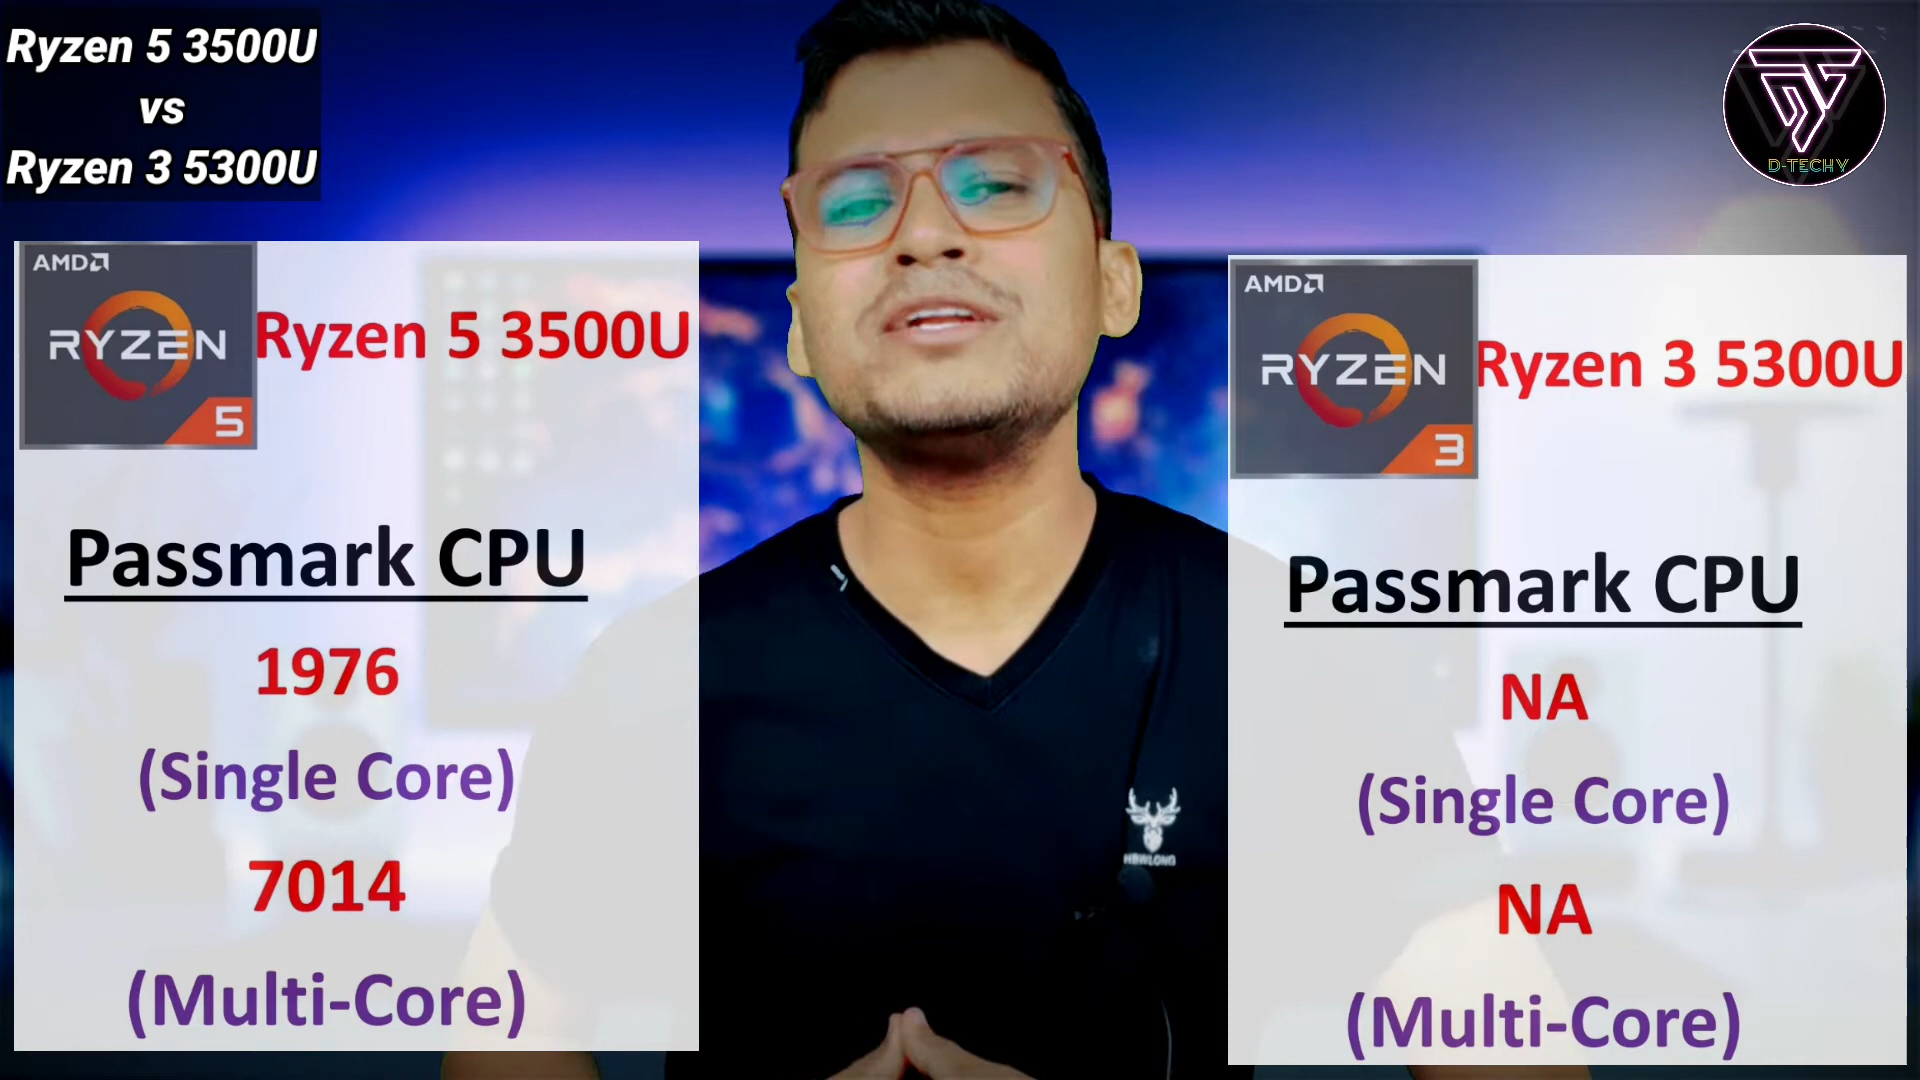 Ryzen 5 3500U
vs
Ryzen 3 5300U
D-TECHY
AMD
RYZEN
5
Ryzen 5 3500U
Passmark CPU
1976
(Single Core)
7014
(Multi-Core)
AMD
RYZEN
3
Ryzen 3 5300U
Passmark CPU
NA
(Single Core)
NA
(Multi-Core)
HBWLONG